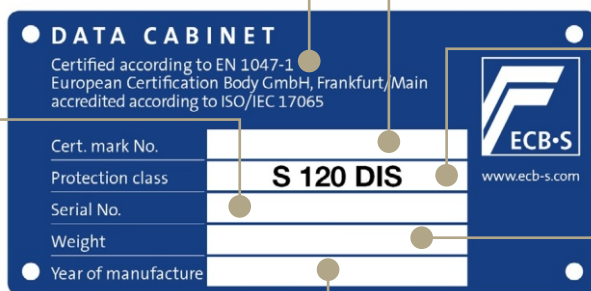 DATA CABINET
Certified according to EN 1047-1
European Certification Body GmbH, Frankfurt/Main
accredited according to ISO/IEC 17065
Cert. mark No.
Protection class S 120 DIS
Serial No.
Weight
Year of manufacture
ECB•S
www.ecb-s.com